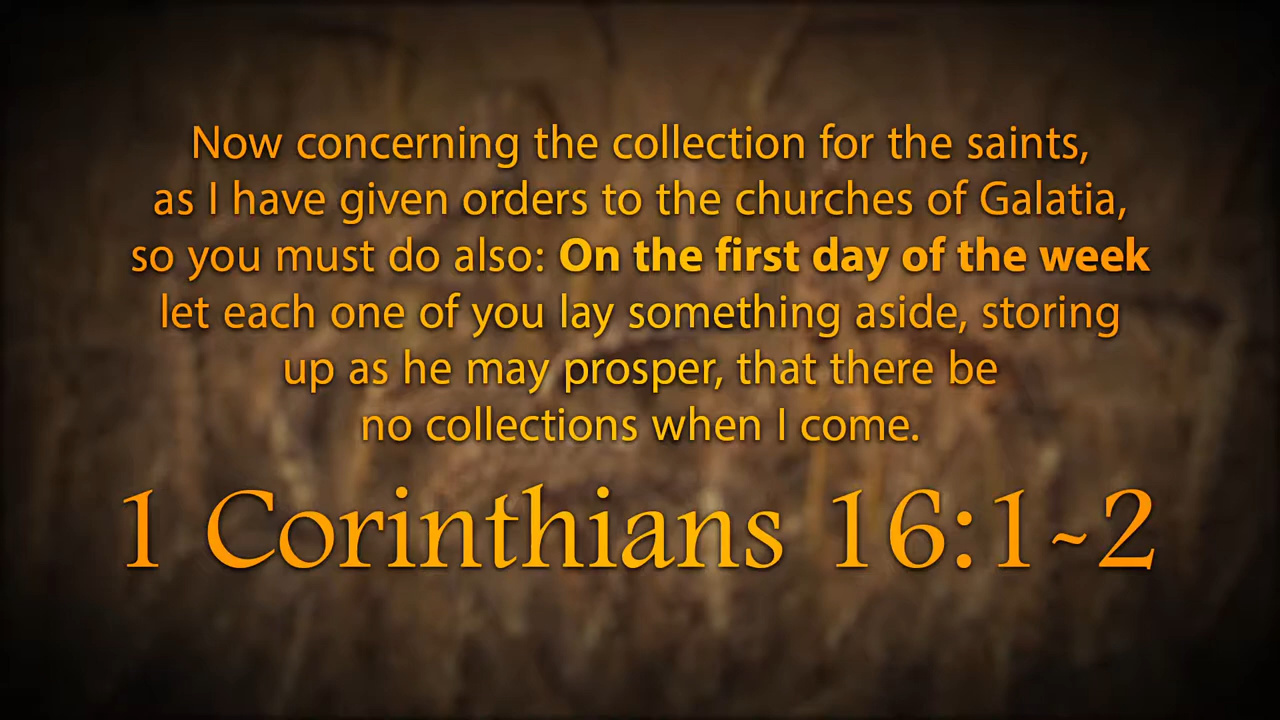 Now concerning the collection for the saints,
as I have given orders to the churches of Galatia,
so you must do also: On the first day of the week
let each one of you lay something aside, storing
up as he may prosper, that there be
no collections when I come.
1 Corinthians 16:1~2